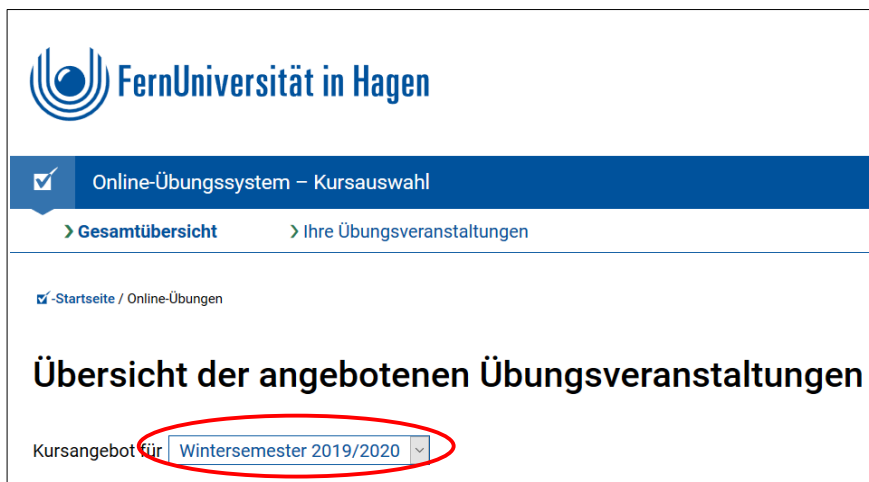 FernUniversität in Hagen
Online-Übungssystem – Kursauswahl
Gesamtübersicht Ihre Übungsveranstaltungen
-Startseite / Online-Übungen
Übersicht der angebotenen Übungsveranstaltungen
Kursangebot für Wintersemester 2019/2020